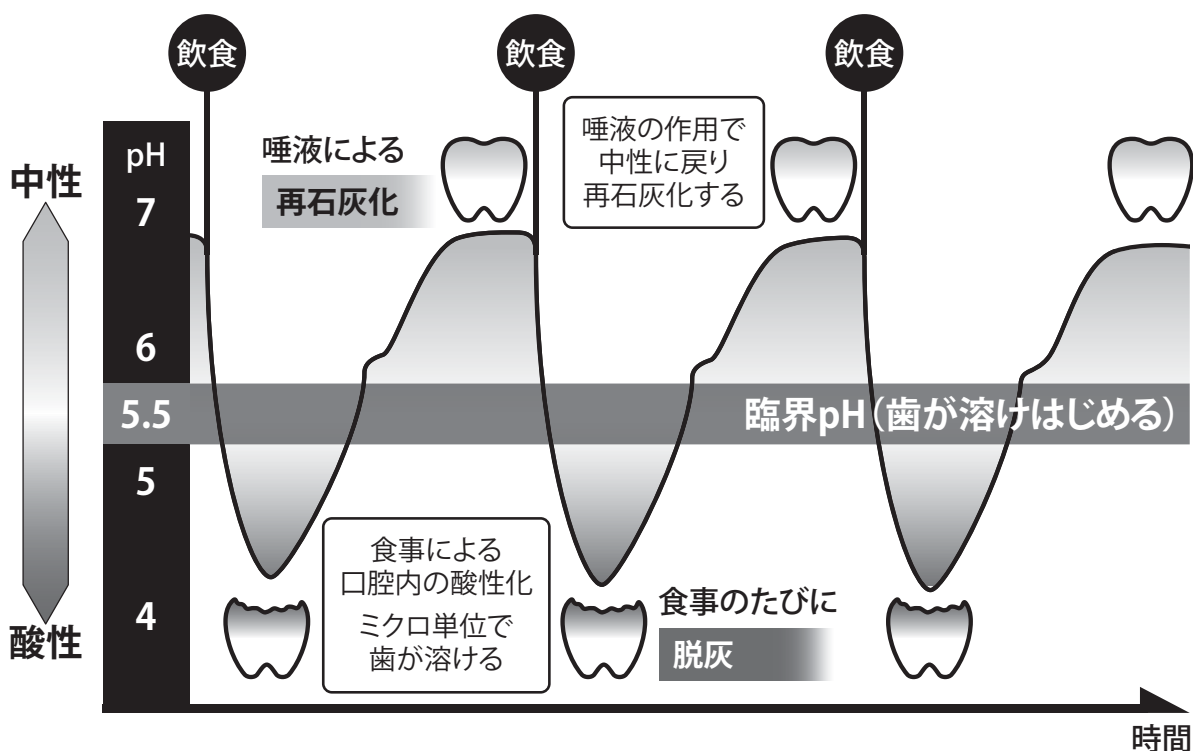 飲食
飲食
飲食
pH
中性
7
6
5.5
5
4
酸性
唾液による
再石灰化
唾液の作用で
中性に戻り
再石灰化する
臨界pH（歯が溶けはじめる）
食事による
口腔内の酸性化
ミクロ単位で
歯が溶ける
食事のたびに
脱灰
時間